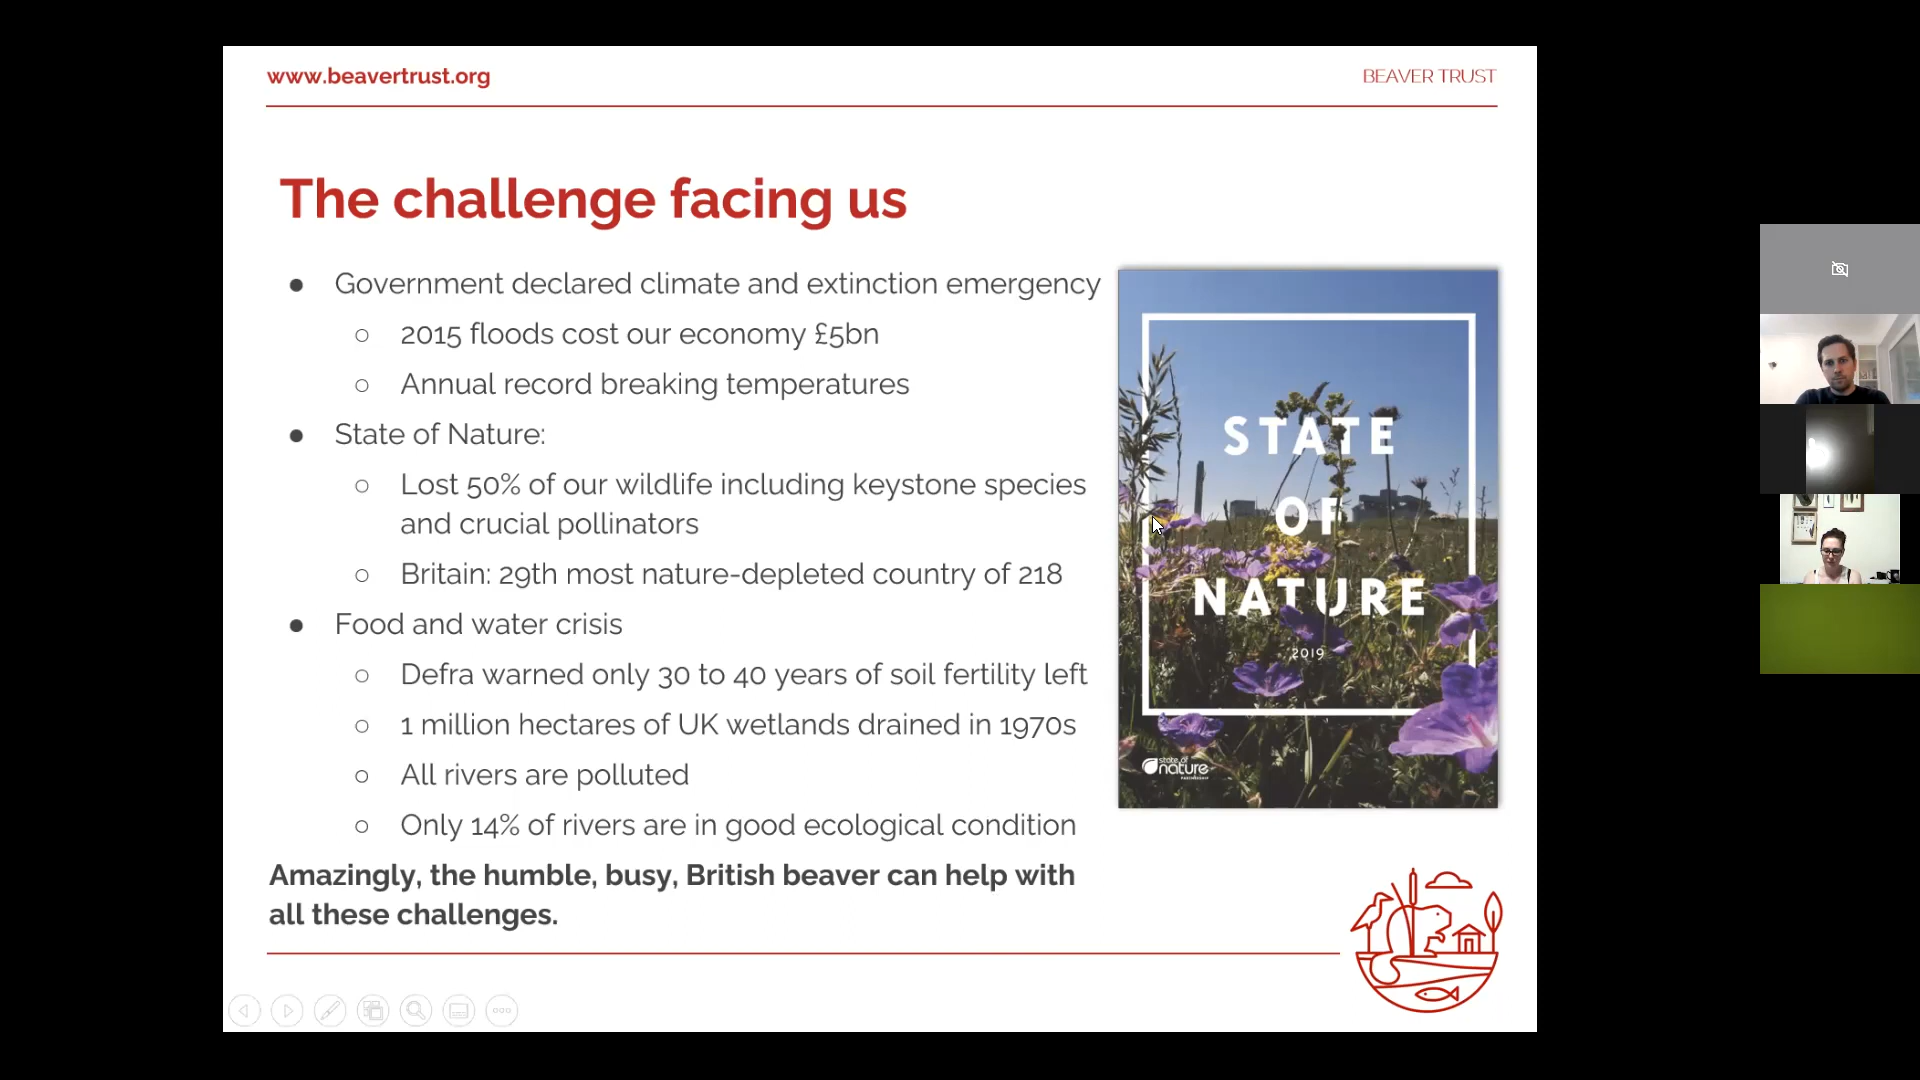 www.beavertrust.org
BEAVER TRUST
The challenge facing us
● Government declared climate and extinction emergency
○ 2015 floods cost our economy £5bn
○ Annual record breaking temperatures
● State of Nature:
○ Lost 50% of our wildlife including keystone species
and crucial pollinators
○ Britain: 29th most nature-depleted country of 218
● Food and water crisis
○ Defra warned only 30 to 40 years of soil fertility left
○ 1 million hectares of UK wetlands drained in 1970s
○ All rivers are polluted
○ Only 14% of rivers are in good ecological condition
Amazingly, the humble, busy, British beaver can help with
all these challenges.
STATE
OF
NATURE
2019
state of
nature